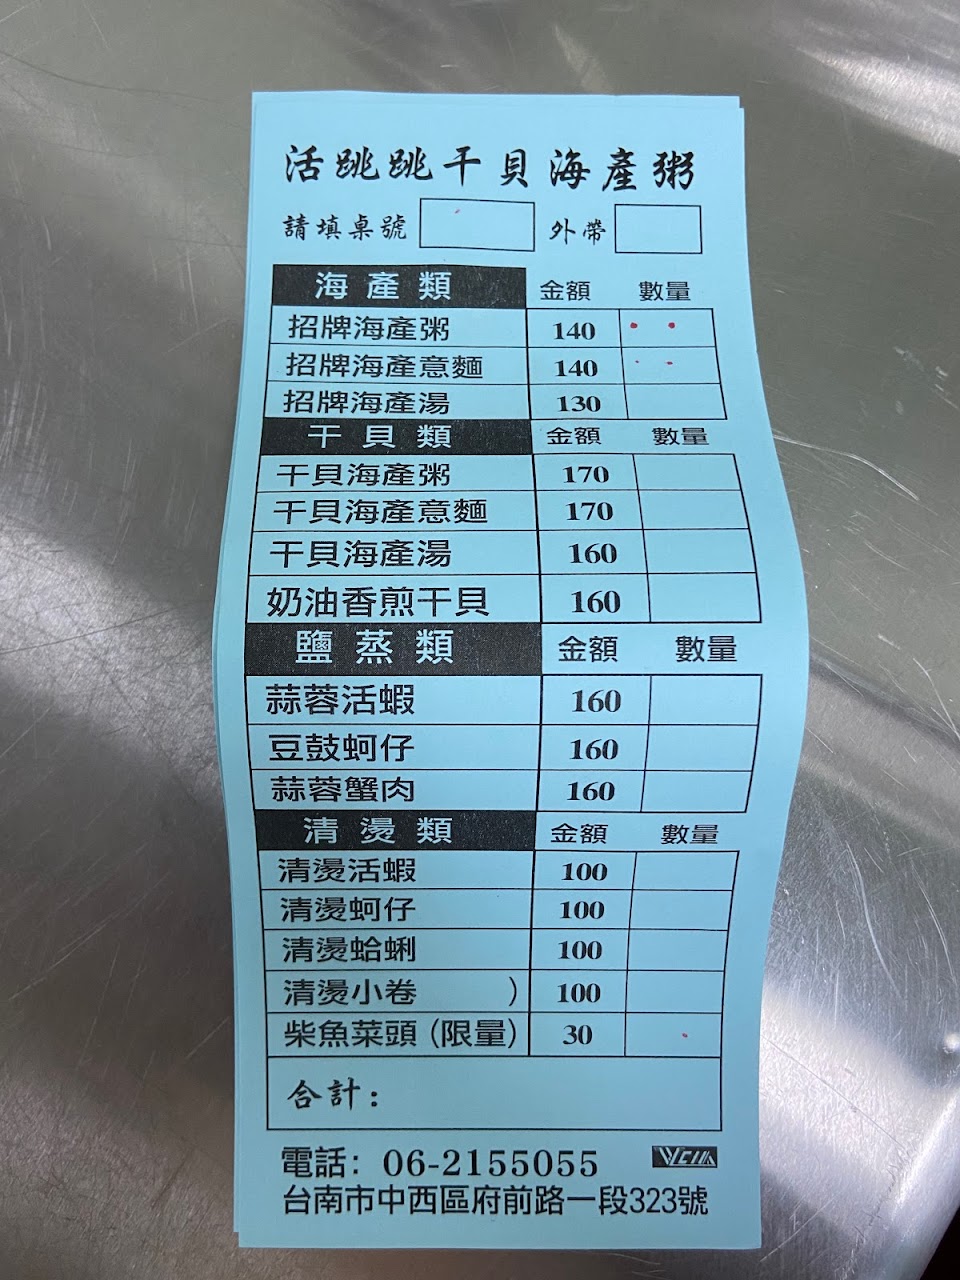 活跳跳干貝海產粥
請填桌號 外帶
海產類 金額 數量
招牌海產粥 140
招牌海產意麵 140
招牌海產湯 130
干貝類 金額 數量
干貝海產粥 170
干貝海產意麵 170
干貝海產湯 160
奶油香煎干貝 160
鹽蒸類 金額 數量
蒜蓉活蝦 160
豆鼓蚵仔 160
蒜蓉蟹肉 160
清燙類 金額 數量
清燙活蝦 100
清燙蚵仔 100
清燙蛤蜊 100
清燙小卷 ) 100
柴魚菜頭(限量) 30
合計:
電話: 06-2155055
台南市中西區府前路一段323號